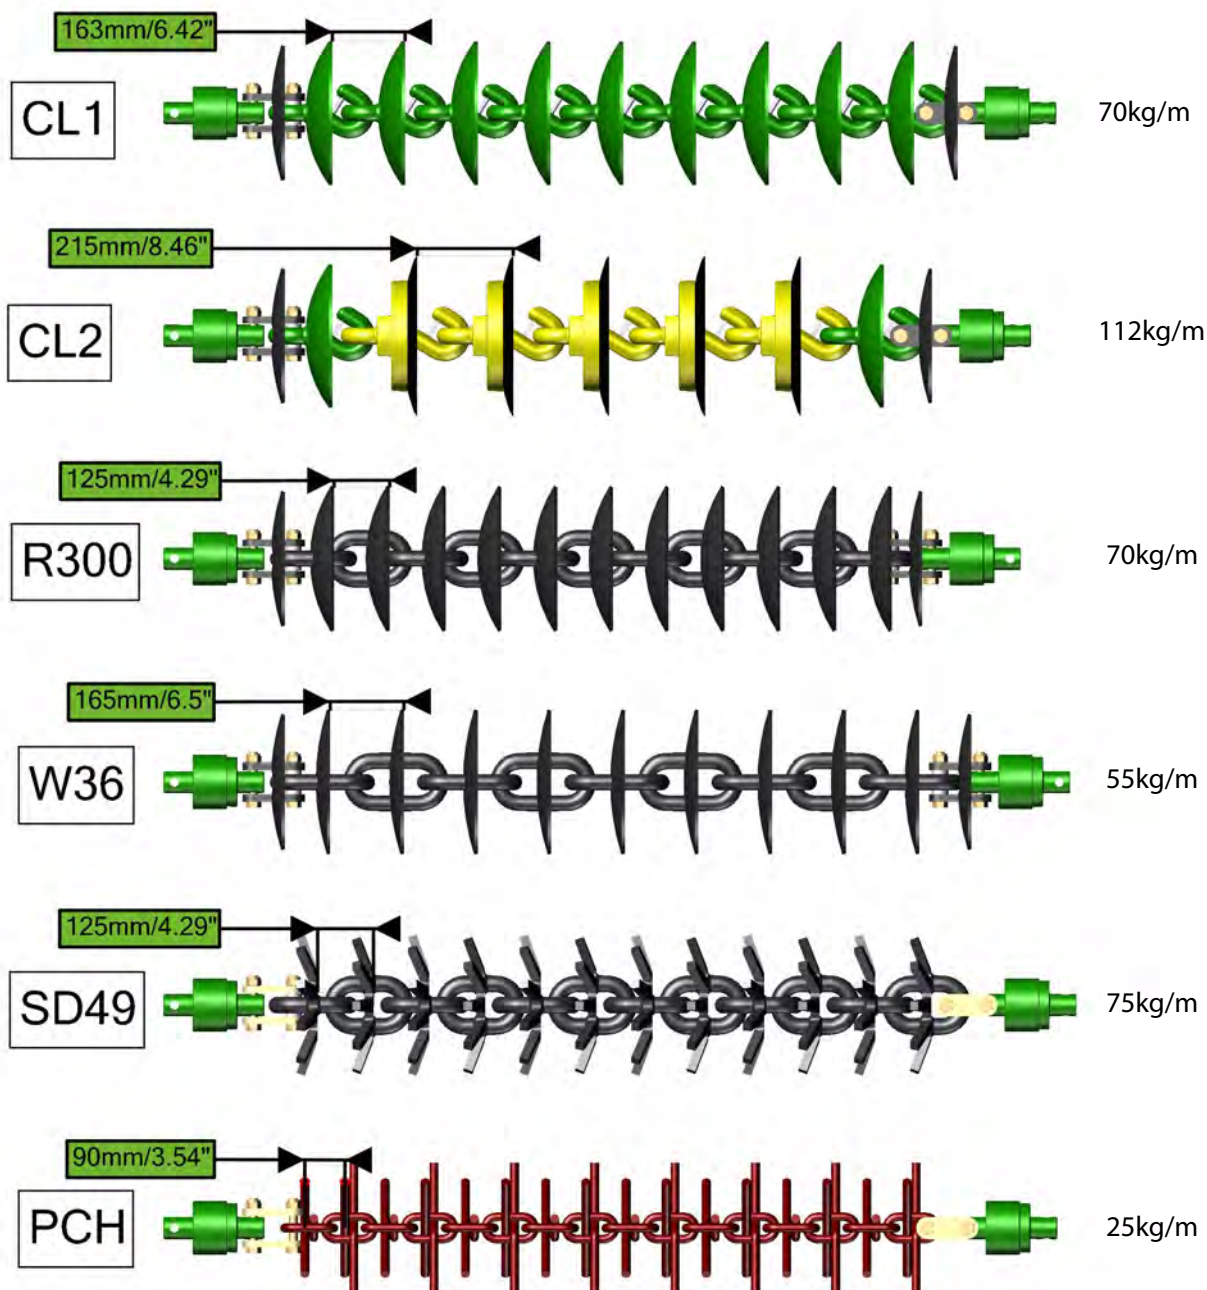 163mm/6.42"
CL1
70kg/m
215mm/8.46"
CL2
112kg/m
125mm/4.29"
R300
70kg/m
165mm/6.5"
W36
55kg/m
125mm/4.29"
SD49
75kg/m
90mm/3.54"
PCH
25kg/m